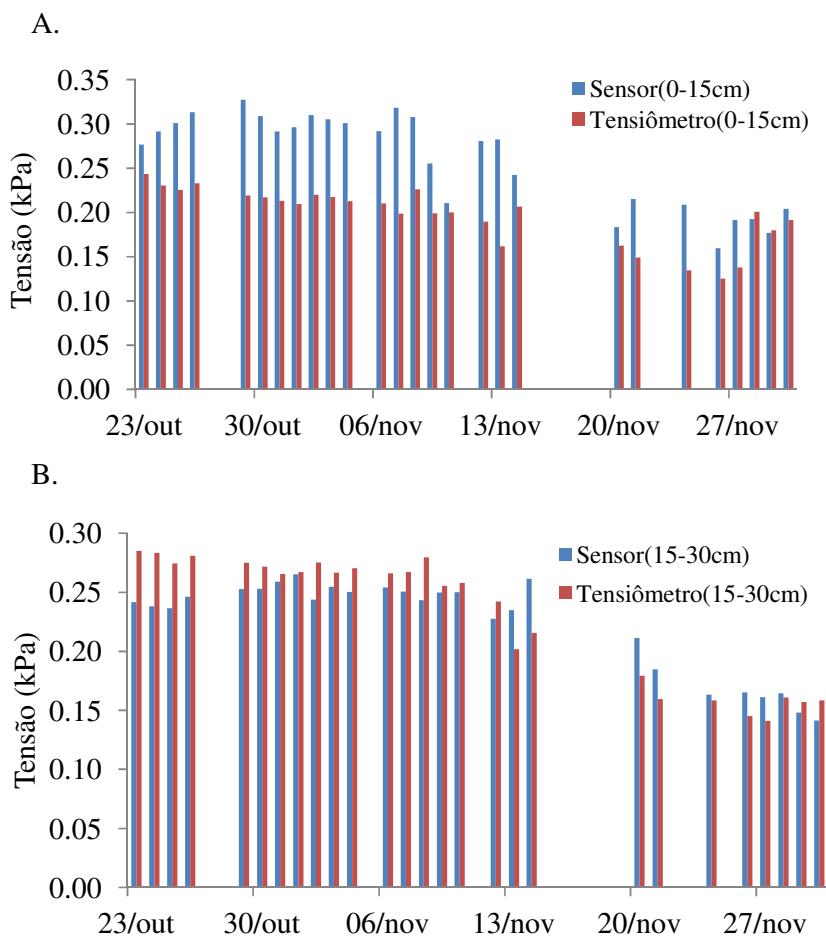 A.
Tensão (kPa)
0.35
0.30
0.25
0.20
0.15
0.10
0.05
0.00
Sensor(0-15cm)
Tensiômetro(0-15cm)
23/out 30/out 06/nov 13/nov 20/nov 27/nov
B.
Tensão (kPa)
0.30
0.25
0.20
0.15
0.10
0.05
0.00
Sensor(15-30cm)
Tensiômetro(15-30cm)
23/out 30/out 06/nov 13/nov 20/nov 27/nov